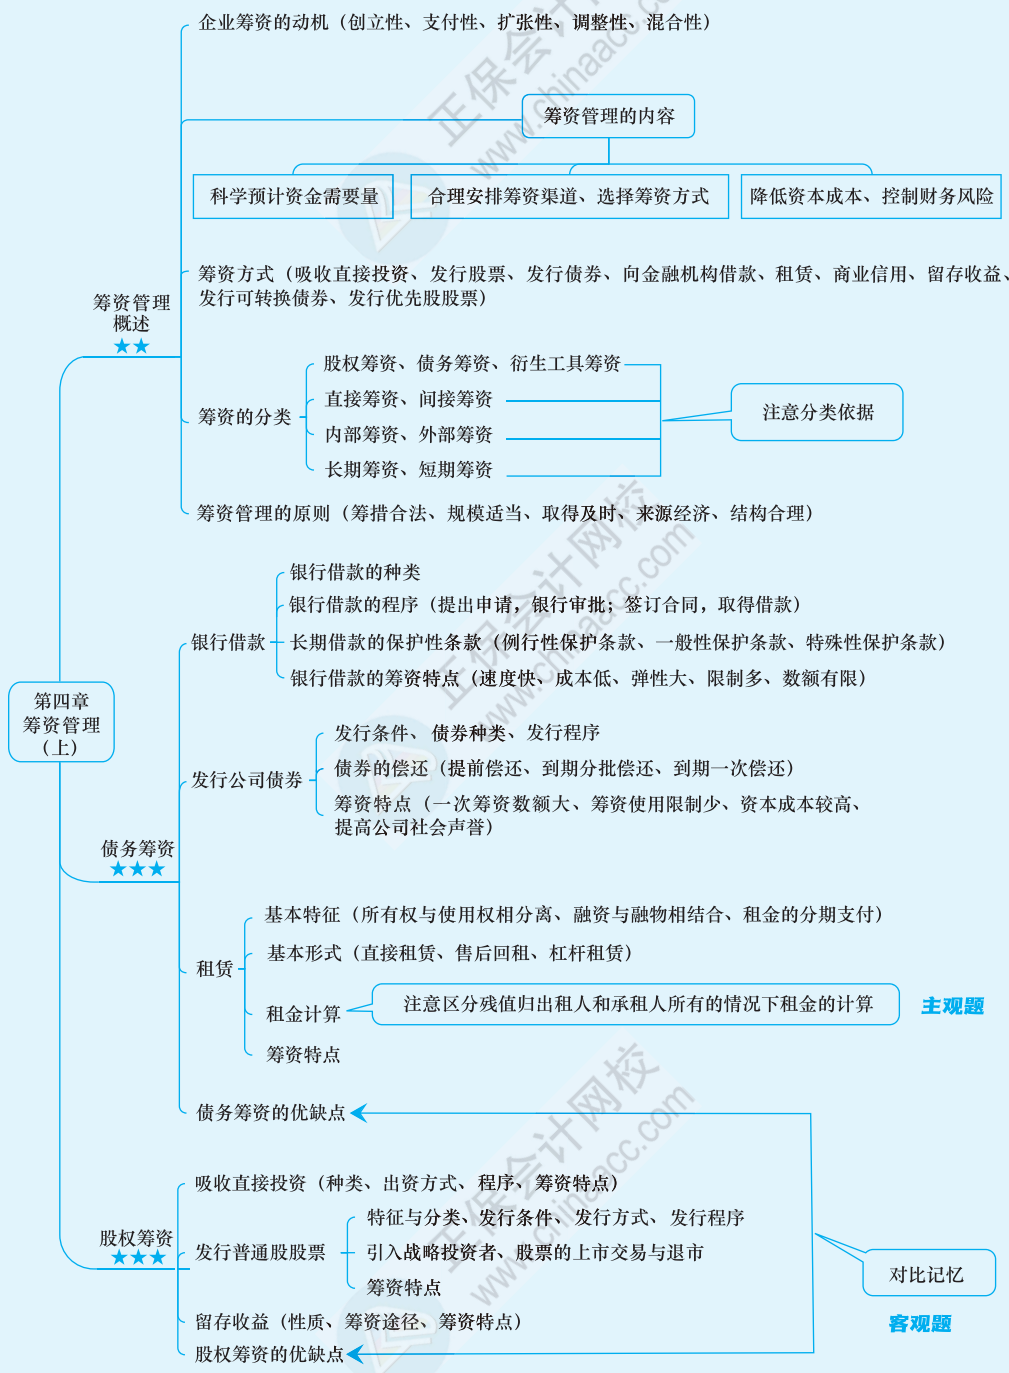 企业筹资的动机（创立性、支付性、扩张性、调整性、混合性）
筹资管理的内容
科学预计资金需要量
合理安排筹资渠道、选择筹资方式
降低资本成本、控制财务风险
筹资方式（吸收直接投资、发行股票、发行债券、向金融机构借款、租赁、商业信用、留存收益、
发行可转换债券、发行优先股股票）
筹资管理
概述
★★
筹资的分类
股权筹资、债务筹资、衍生工具筹资
直接筹资、间接筹资
内部筹资、外部筹资
长期筹资、短期筹资
注意分类依据
筹资管理的原则（筹措合法、规模适当、取得及时、来源经济、结构合理）
第四章
筹资管理
（上）
银行借款
银行借款的种类
银行借款的程序（提出申请，银行审批；签订合同，取得借款）
长期借款的保护性条款（例行性保护条款、一般性保护条款、特殊性保护条款）
银行借款的筹资特点（速度快、成本低、弹性大、限制多、数额有限）
发行公司债券
发行条件、债券种类、发行程序
债券的偿还（提前偿还、到期分批偿还、到期一次偿还）
筹资特点（一次筹资数额大、筹资使用限制少、资本成本较高、
提高公司社会声誉）
债务筹资
★★★
租赁
基本特征（所有权与使用权相分离、融资与融物相结合、租金的分期支付）
基本形式（直接租赁、售后回租、杠杆租赁）
租金计算
注意区分残值归出租人和承租人所有的情况下租金的计算
主观题
筹资特点
债务筹资的优缺点
股权筹资
★★★
吸收直接投资（种类、出资方式、程序、筹资特点）
发行普通股股票
特征与分类、发行条件、发行方式、发行程序
引入战略投资者、股票的上市交易与退市
筹资特点
留存收益（性质、筹资途径、筹资特点）
股权筹资的优缺点
对比记忆
客观题
正保会计网校
www.chinaacc.com
正保会计网校
www.chinaacc.com
正保会计网校
www.chinaacc.com